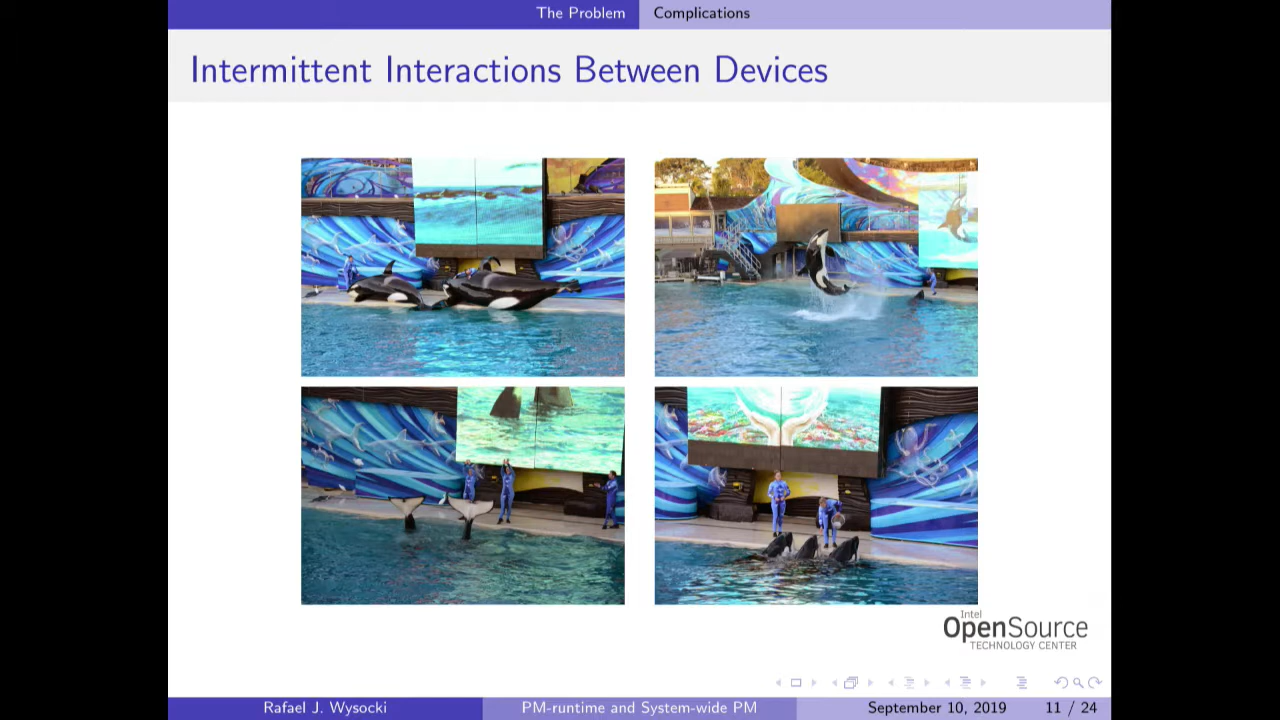 The Problem
Complications
Intermittent Interactions Between Devices
Intel
OpenSource
TECHNOLOGY CENTER
Rafael J. Wysocki
PM-runtime and System-wide PM
September 10, 2019
11 / 24